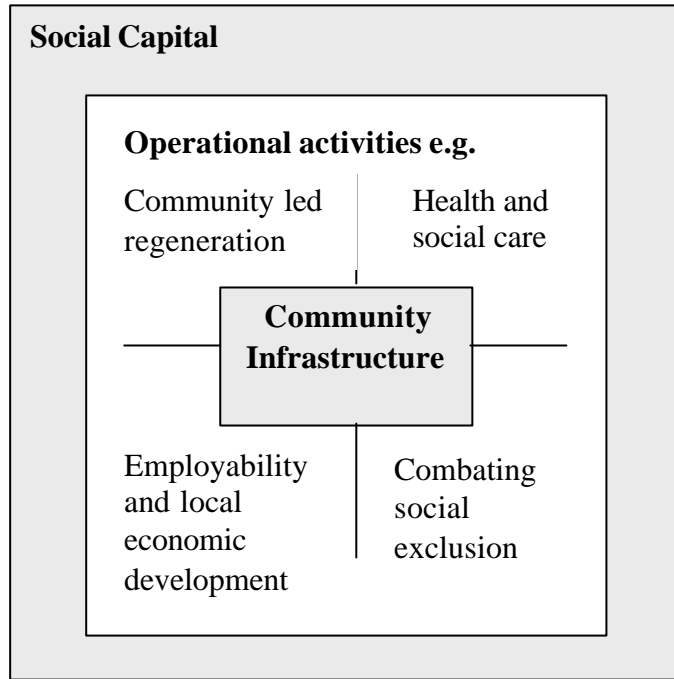 Social Capital
Operational activities e.g.
Community led
regeneration
Health and
social care
Community
Infrastructure
Employability
and local
economic
development
Combating
social
exclusion